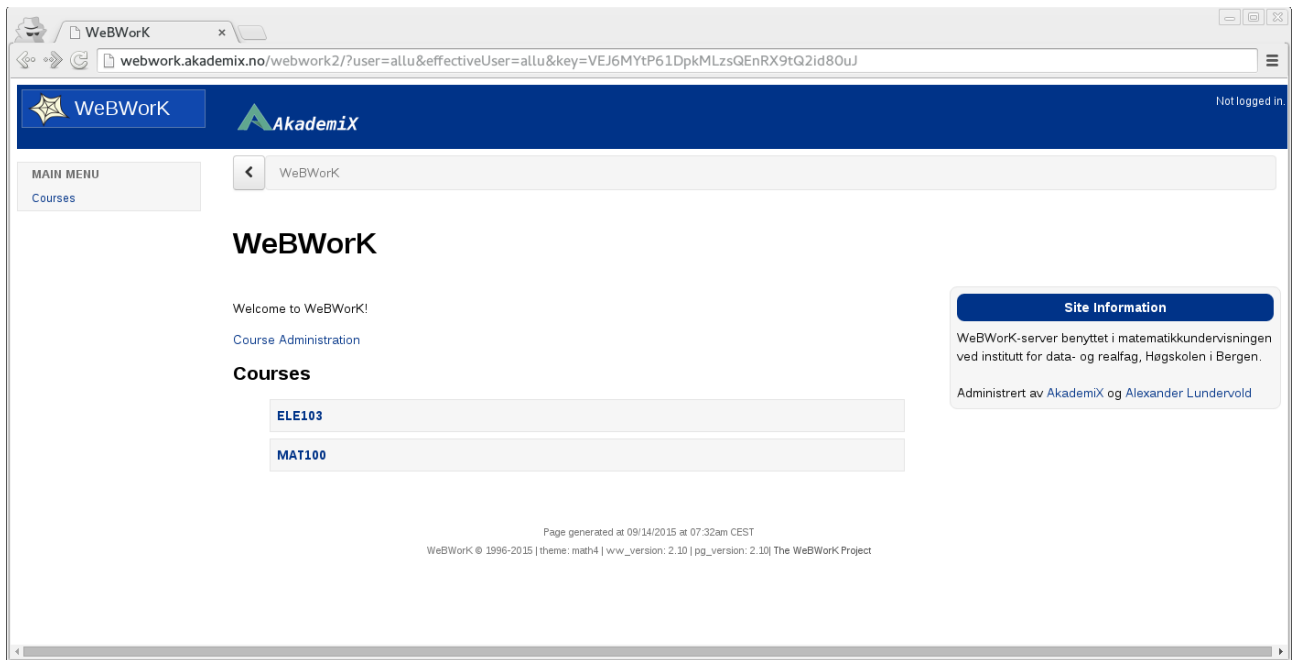 WeBWorK
webwork.akademix.no/webwork2/?user=allu&effectiveUser=allu&key=VEJ6MYtP61DpkMLzsQEnRX9tQ2id80uJ
WeBWorK
AkademiX
Not logged in.
MAIN MENU
Courses
WeBWorK
WeBWorK
Welcome to WeBWorK!
Course Administration
Courses
ELE103
MAT100
Site Information
WeBWorK-server benyttet i matematikkundervisningen
ved institutt for data- og realfag, Høgskolen i Bergen.
Administrert av AkademiX og Alexander Lundervold
Page generated at 09/14/2015 at 07:32am CEST
WeBWorK © 1996-2015 | theme: math4 | ww_version: 2.10 | pg_version: 2.10| The WeBWorK Project